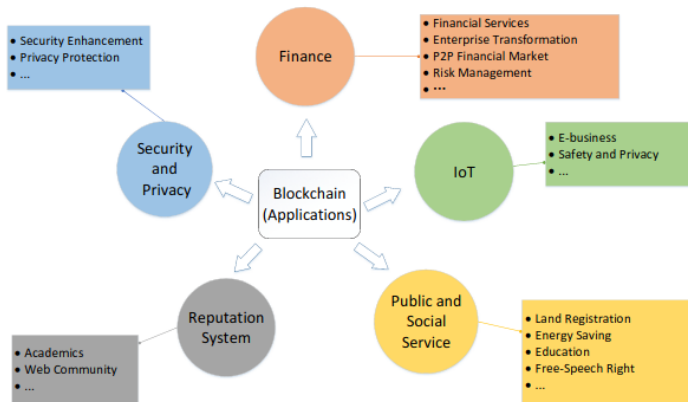 Security Enhancement
Privacy Protection
...
Finance
Financial Services
Enterprise Transformation
P2P Financial Market
Risk Management
...
Security
and
Privacy
Blockchain
(Applications)
IoT
E-business
Safety and Privacy
...
Reputation
System
Academics
Web Community
...
Public and
Social
Service
Land Registration
Energy Saving
Education
Free-Speech Right
...